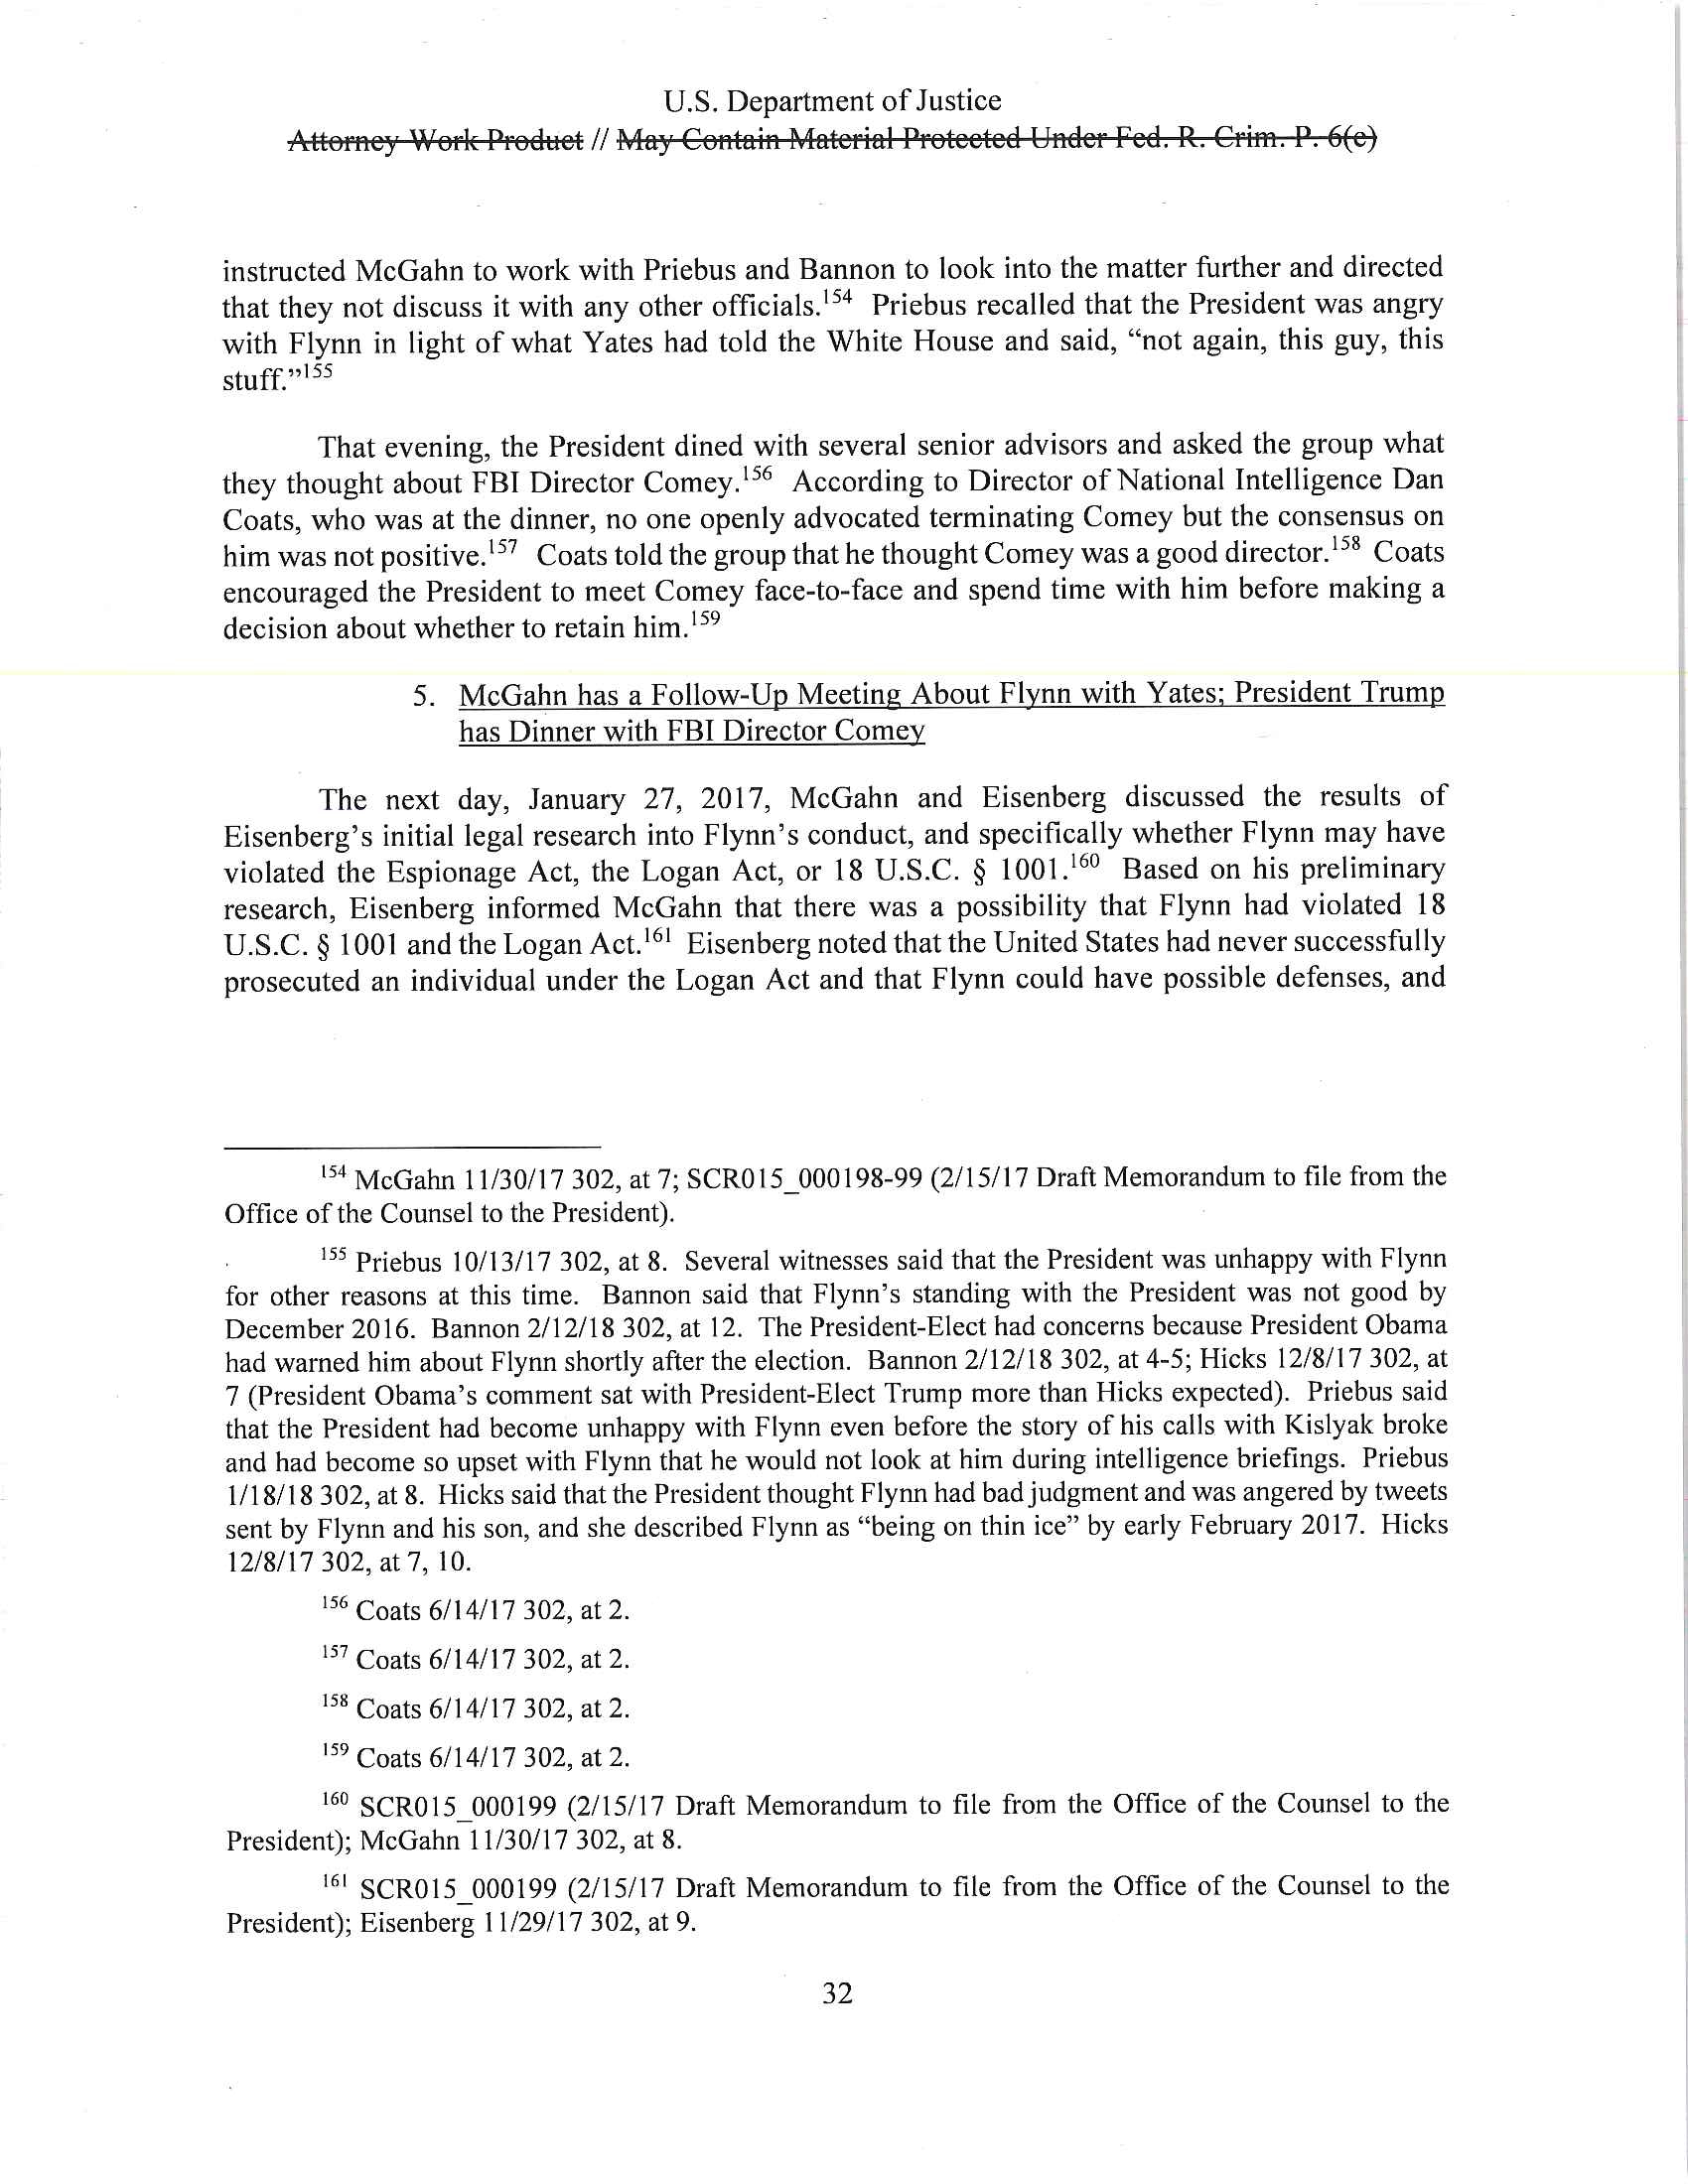 U.S. Department of Justice
Attorney Work Product // May Contain Material Protected Under Fed. R. Crim. P. 6(e)
instructed McGahn to work with Priebus and Bannon to look into the matter further and directed
that they not discuss it with any other officials.154 Priebus recalled that the President was angry
with Flynn in light of what Yates had told the White House and said, “not again, this guy, this
stuff.”155
That evening, the President dined with several senior advisors and asked the group what
they thought about FBI Director Comey.156 According to Director of National Intelligence Dan
Coats, who was at the dinner, no one openly advocated terminating Comey but the consensus on
him was not positive.157 Coats told the group that he thought Comey was a good director.158 Coats
encouraged the President to meet Comey face-to-face and spend time with him before making a
decision about whether to retain him.159
5. McGahn has a Follow-Up Meeting About Flynn with Yates; President Trump
has Dinner with FBI Director Comey
The next day, January 27, 2017, McGahn and Eisenberg discussed the results of
Eisenberg’s initial legal research into Flynn’s conduct, and specifically whether Flynn may have
violated the Espionage Act, the Logan Act, or 18 U.S.C. § 1001.160 Based on his preliminary
research, Eisenberg informed McGahn that there was a possibility that Flynn had violated 18
U.S.C. § 1001 and the Logan Act.161 Eisenberg noted that the United States had never successfully
prosecuted an individual under the Logan Act and that Flynn could have possible defenses, and
154 McGahn 11/30/17 302, at 7; SCR015_000198-99 (2/15/17 Draft Memorandum to file from the
Office of the Counsel to the President).
155 Priebus 10/13/17 302, at 8. Several witnesses said that the President was unhappy with Flynn
for other reasons at this time. Bannon said that Flynn’s standing with the President was not good by
December 2016. Bannon 2/12/18 302, at 12. The President-Elect had concerns because President Obama
had warned him about Flynn shortly after the election. Bannon 2/12/18 302, at 4-5; Hicks 12/8/17 302, at
7 (President Obama’s comment sat with President-Elect Trump more than Hicks expected). Priebus said
that the President had become unhappy with Flynn even before the story of his calls with Kislyak broke
and had become so upset with Flynn that he would not look at him during intelligence briefings. Priebus
1/18/18 302, at 8. Hicks said that the President thought Flynn had bad judgment and was angered by tweets
sent by Flynn and his son, and she described Flynn as “being on thin ice” by early February 2017. Hicks
12/8/17 302, at 7, 10.
156 Coats 6/14/17 302, at 2.
157 Coats 6/14/17 302, at 2.
158 Coats 6/14/17 302, at 2.
159 Coats 6/14/17 302, at 2.
160 SCR015_000199 (2/15/17 Draft Memorandum to file from the Office of the Counsel to the
President); McGahn 11/30/17 302, at 8.
161 SCR015_000199 (2/15/17 Draft Memorandum to file from the Office of the Counsel to the
President); Eisenberg 11/29/17 302, at 9.
32